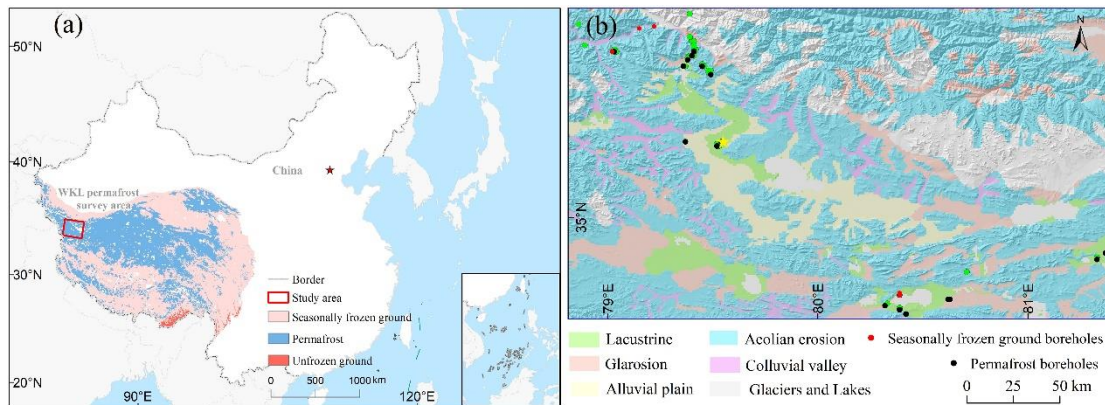 (a)
50°N
40°N
30°N
20°N
90°E
120°E
China
WKL permafrost
survey area
Border
Study area
Seasonally frozen ground
Permafrost
Unfrozen ground
0 500 1000 km
(b)
N
35°N
79°E
80°E
81°E
Lacustrine
Aeolian erosion
Seasonally frozen ground boreholes
Glarosion
Colluvial valley
Permafrost boreholes
Alluvial plain
Glaciers and Lakes
0 25 50 km